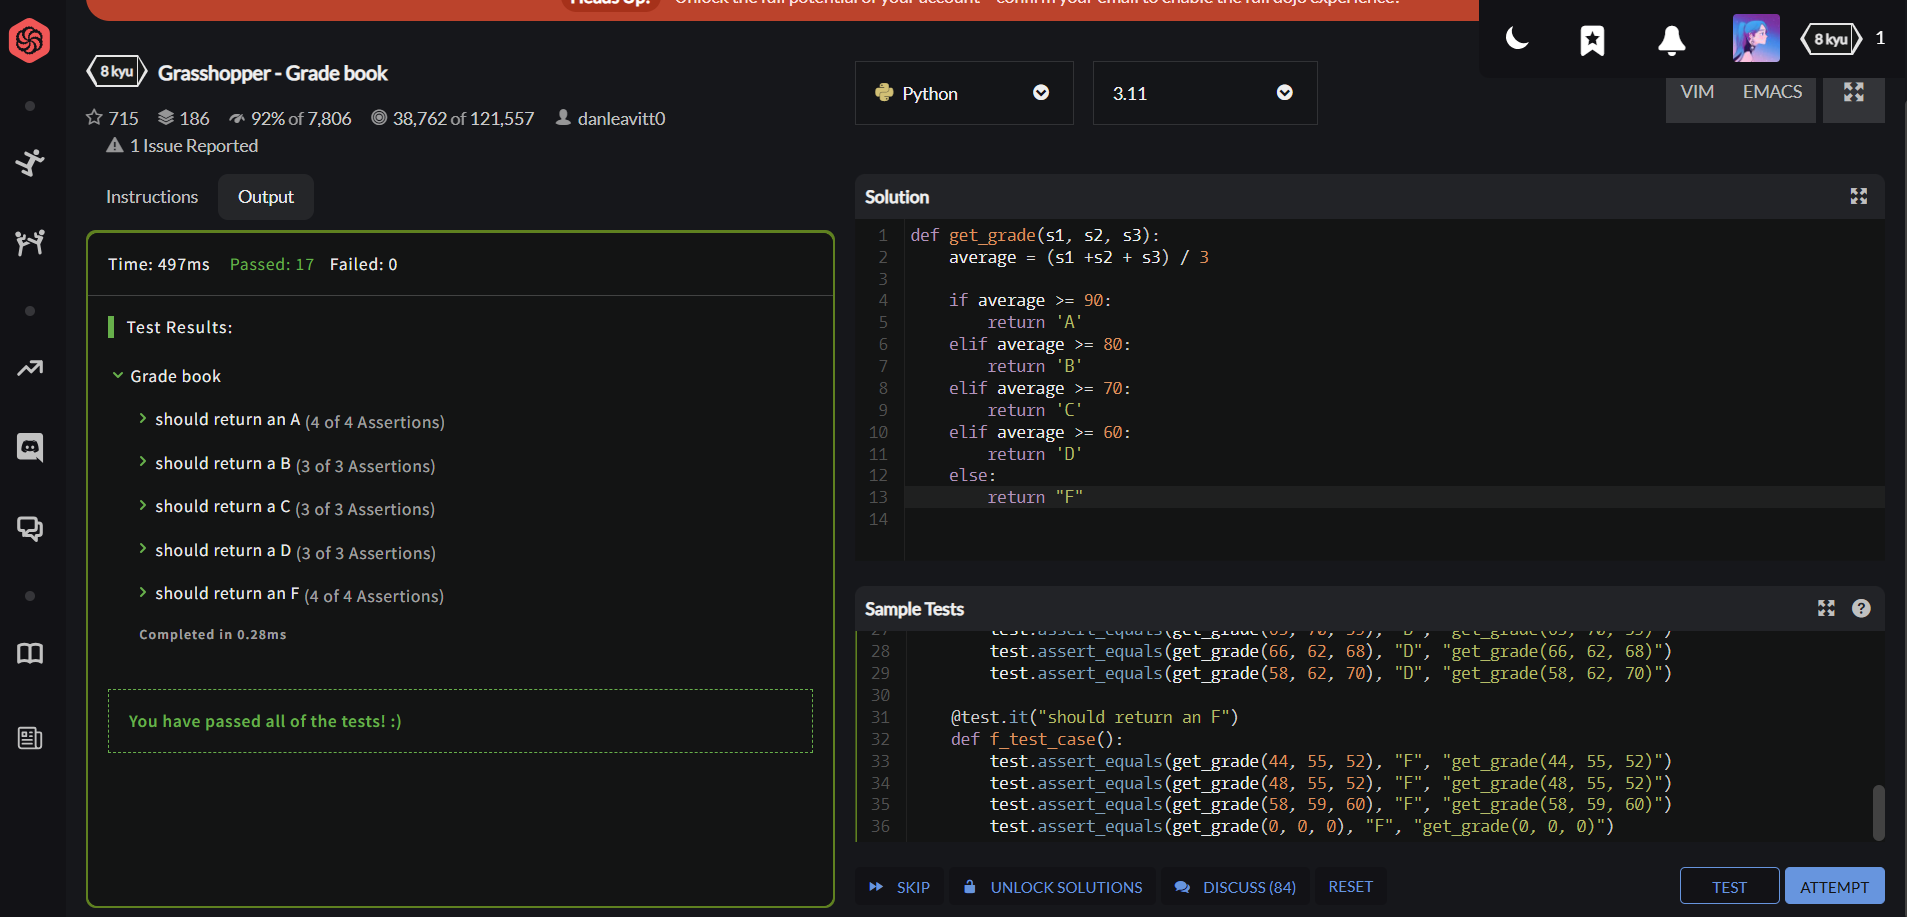 Heads Up! Unlock the full potential of your account - confirm your email to enable the full dojo experience!
8 kyu Grasshopper - Grade book
715 186 92% of 7,806 38,762 of 121,557 danleavitt0
1 Issue Reported
Instructions Output
Time: 497ms Passed: 17 Failed: 0
Test Results:
Grade book
should return an A (4 of 4 Assertions)
should return a B (3 of 3 Assertions)
should return a C (3 of 3 Assertions)
should return a D (3 of 3 Assertions)
should return an F (4 of 4 Assertions)
Completed in 0.28ms
You have passed all of the tests! :)
Python 3.11
8 kyu 1
VIM EMACS
Solution
1 def get_grade(s1, s2, s3):
2 average = (s1 +s2 + s3) / 3
3
4 if average >= 90:
5 return 'A'
6 elif average >= 80:
7 return 'B'
8 elif average >= 70:
9 return 'C'
10 elif average >= 60:
11 return 'D'
12 else:
13 return "F"
14
Sample Tests
28 test.assert_equals(get_grade(66, 62, 68), "D", "get_grade(66, 62, 68)")
29 test.assert_equals(get_grade(58, 62, 70), "D", "get_grade(58, 62, 70)")
30
31 @test.it("should return an F")
32 def f_test_case():
33 test.assert_equals(get_grade(44, 55, 52), "F", "get_grade(44, 55, 52)")
34 test.assert_equals(get_grade(48, 55, 52), "F", "get_grade(48, 55, 52)")
35 test.assert_equals(get_grade(58, 59, 60), "F", "get_grade(58, 59, 60)")
36 test.assert_equals(get_grade(0, 0, 0), "F", "get_grade(0, 0, 0)")
SKIP UNLOCK SOLUTIONS DISCUSS (84) RESET TEST ATTEMPT